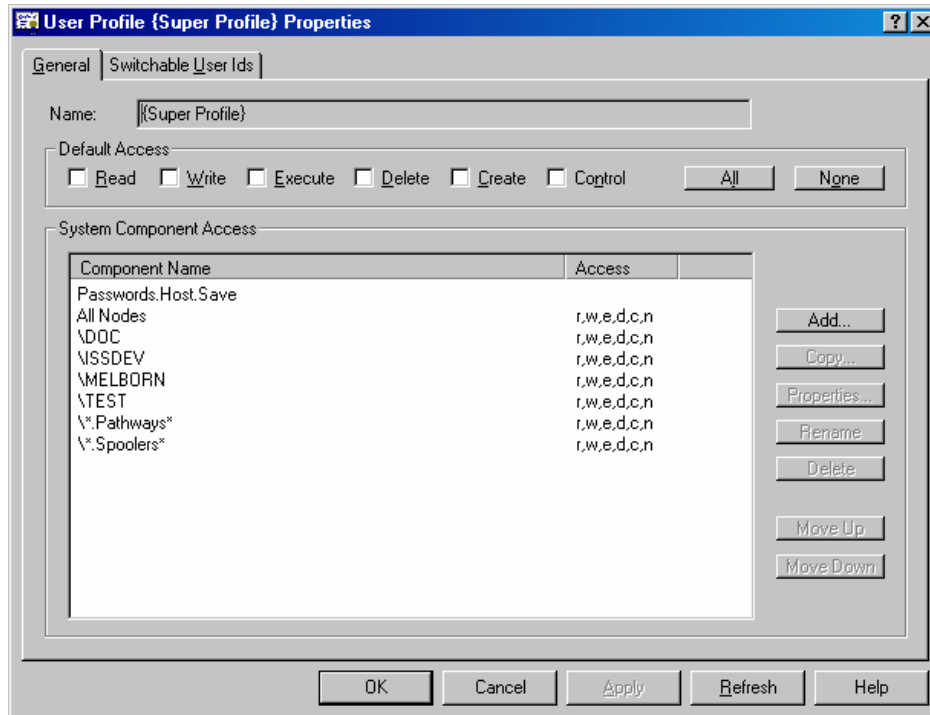 User Profile {Super Profile} Properties
General Switchable User Ids
Name: {Super Profile}
Default Access
Read Write Execute Delete Create Control All None
System Component Access
Component Name Access
Passwords.Host.Save
All Nodes r,w,e,d,c,n
\DOC r,w,e,d,c,n
\ISSDEV r,w,e,d,c,n
\MELBORN r,w,e,d,c,n
\TEST r,w,e,d,c,n
\*.Pathways* r,w,e,d,c,n
\*.Spoolers* r,w,e,d,c,n
Add...
Copy...
Properties...
Rename
Delete
Move Up
Move Down
OK Cancel Apply Refresh Help